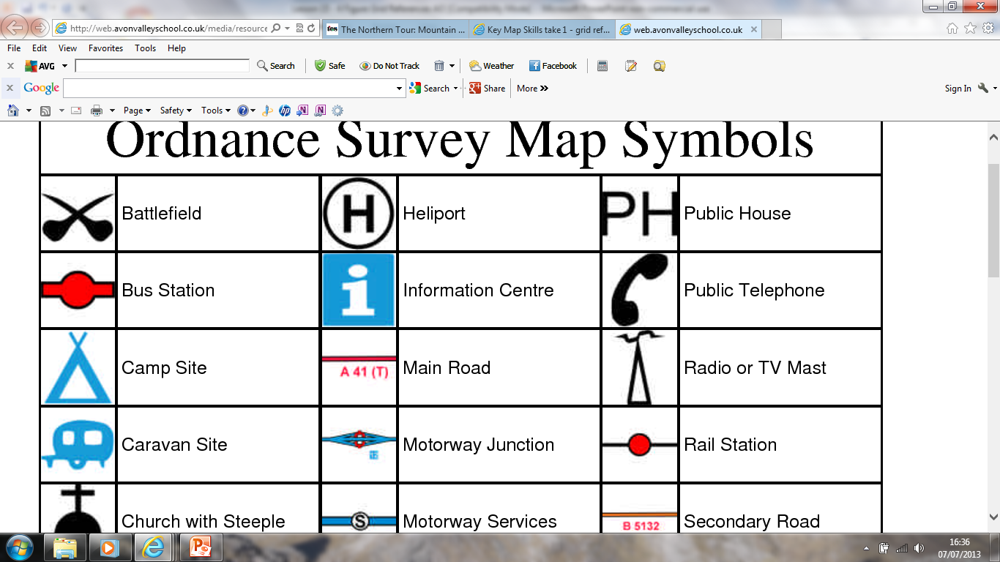 http://web.avonvalleyschool.co.uk/media/resource
The Northern Tour: Mountain ...
Key Map Skills take 1 - grid ref...
web.avonvalleyschool.co.uk
File Edit View Favorites Tools Help
x AVG Search Safe Do Not Track Weather Facebook
x Google Search Share More » Sign In
Page Safety Tools
Ordnance Survey Map Symbols
Battlefield H Heliport PH Public House
Bus Station i Information Centre Public Telephone
Camp Site A 41 (T) Main Road Radio or TV Mast
Caravan Site Motorway Junction Rail Station
Church with Steeple S Motorway Services B 5132 Secondary Road
16:36
07/07/2013